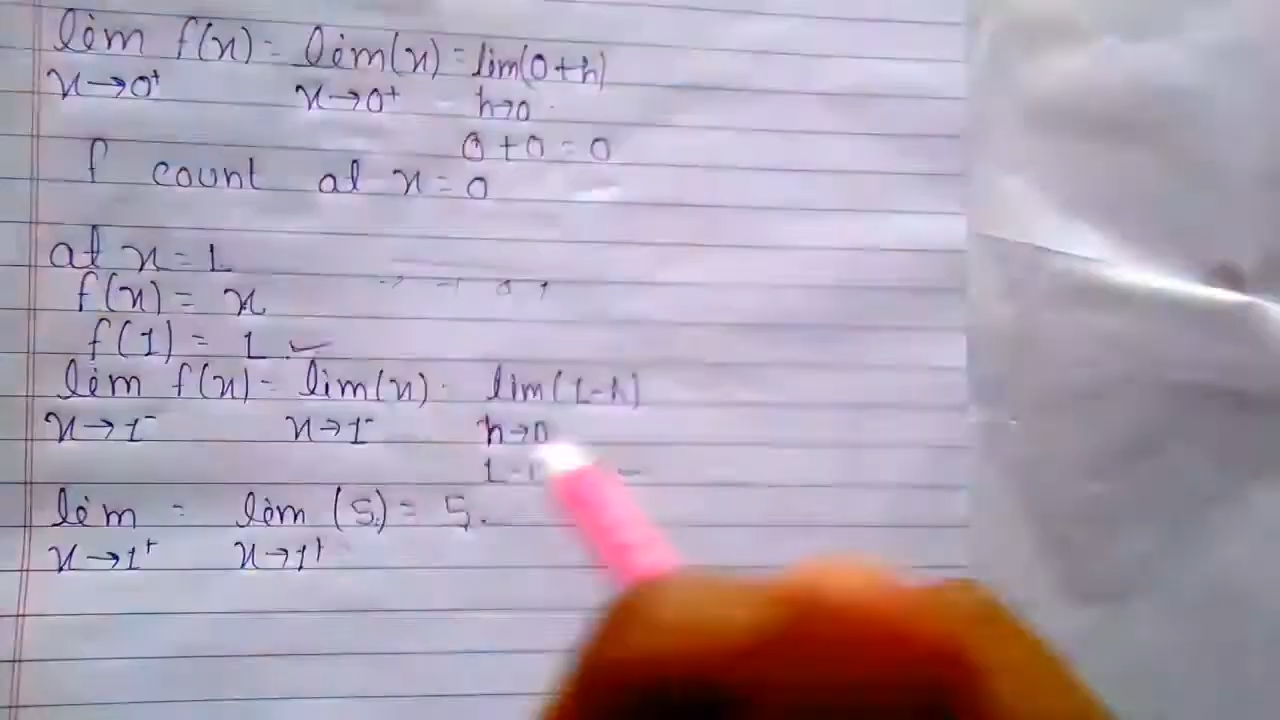 lim f(x) = lim(x) = lim(0+h)
x→0⁺ x→0⁺ h→0
0+0=0
f count at x=0
at x=1
f(x) = x
f(1) = 1
lim f(x) = lim(x) = lim(1-h)
x→1⁻ x→1⁻ h→0
1-
lim = lim (5) = 5.
x→1⁺ x→1⁺